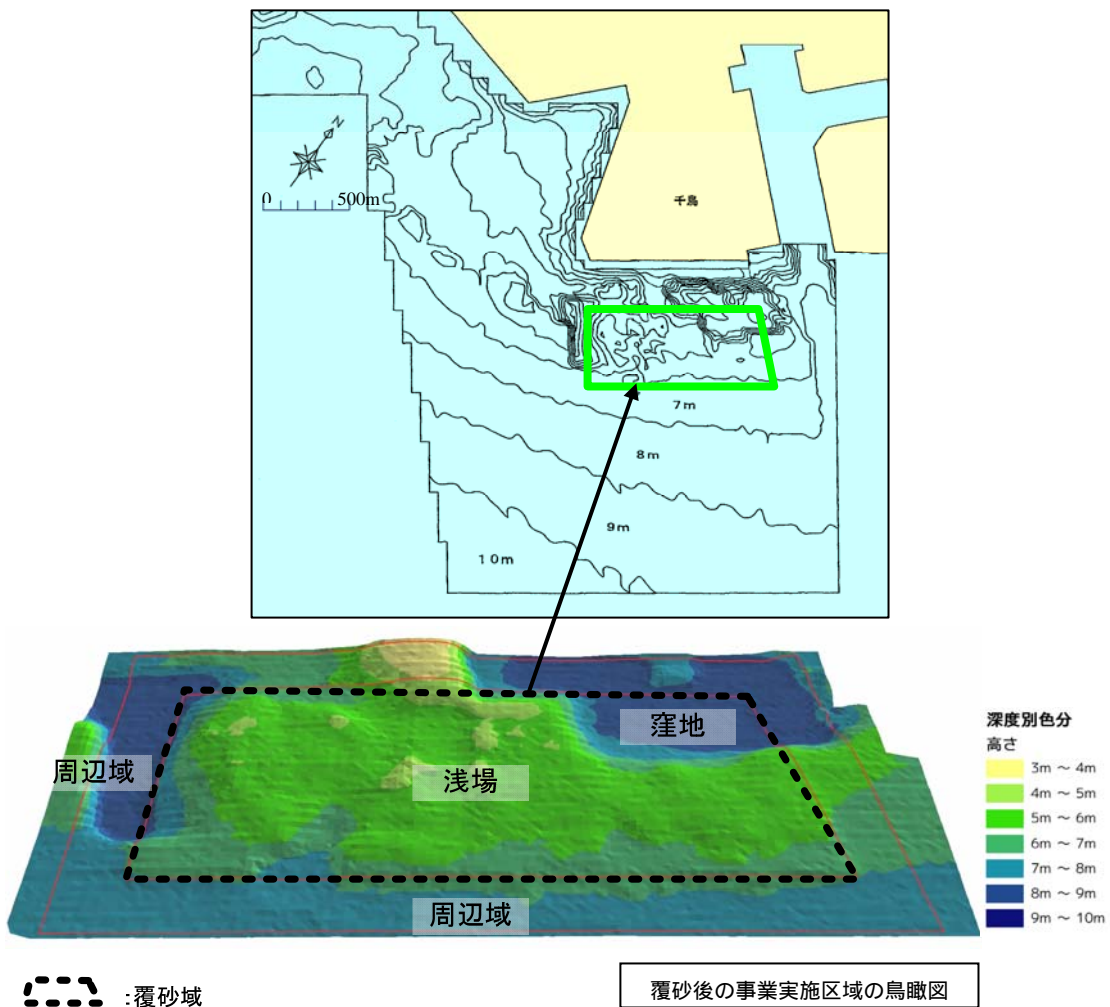 N
0 500m
千鳥
7m
8m
9m
10m
窪地
周辺域
浅場
周辺域
深度別色分
高さ
3m ～ 4m
4m ～ 5m
5m ～ 6m
6m ～ 7m
7m ～ 8m
8m ～ 9m
9m ～ 10m
:覆砂域
覆砂後の事業実施区域の鳥瞰図